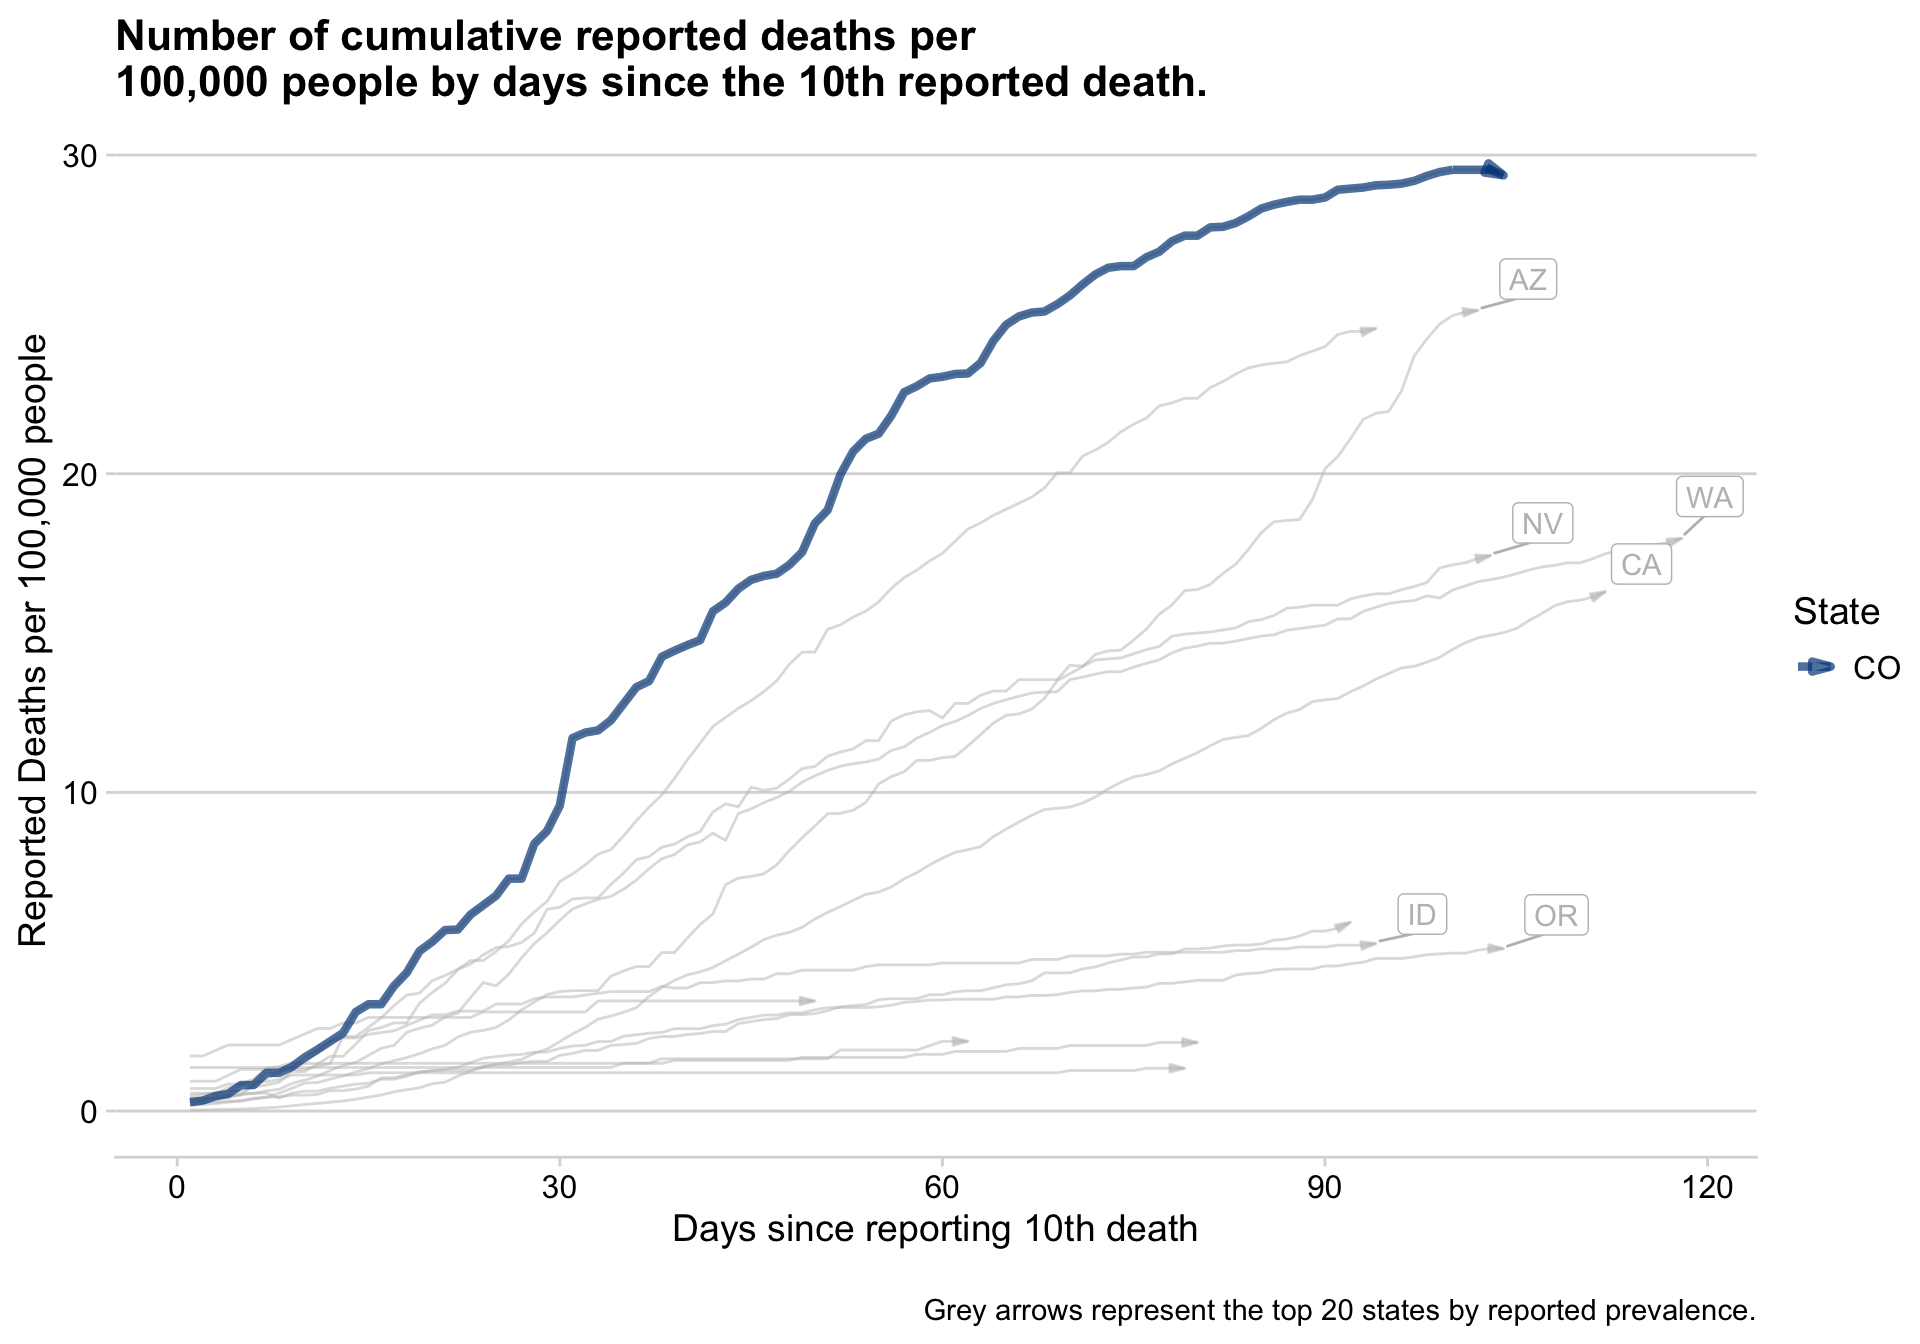 Number of cumulative reported deaths per
100,000 people by days since the 10th reported death.
Reported Deaths per 100,000 people
30
20
10
0
AZ
WA
NV
CA
ID
OR
State
CO
0
30
60
90
120
Days since reporting 10th death
Grey arrows represent the top 20 states by reported prevalence.